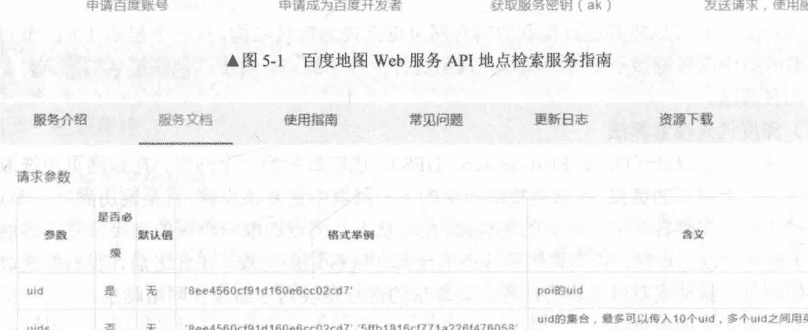 申请百度账号 申请成为百度开发者 获取服务密钥（ak） 发送请求，使用服
▲图 5-1 百度地图 Web 服务 API 地点检索服务指南
服务介绍 服务文档 使用指南 常见问题 更新日志 资源下载
请求参数
参数 是否必须 默认值 格式举例 含义
uid 是 无 '8ee4560cf91d160e6cc02cd7' poi的uid
uids 否 无 '8ee4560cf91d160e6cc02cd7','5ffb1816cf771a226f476058' uid的集合，最多可以传入10个uid，多个uid之间用